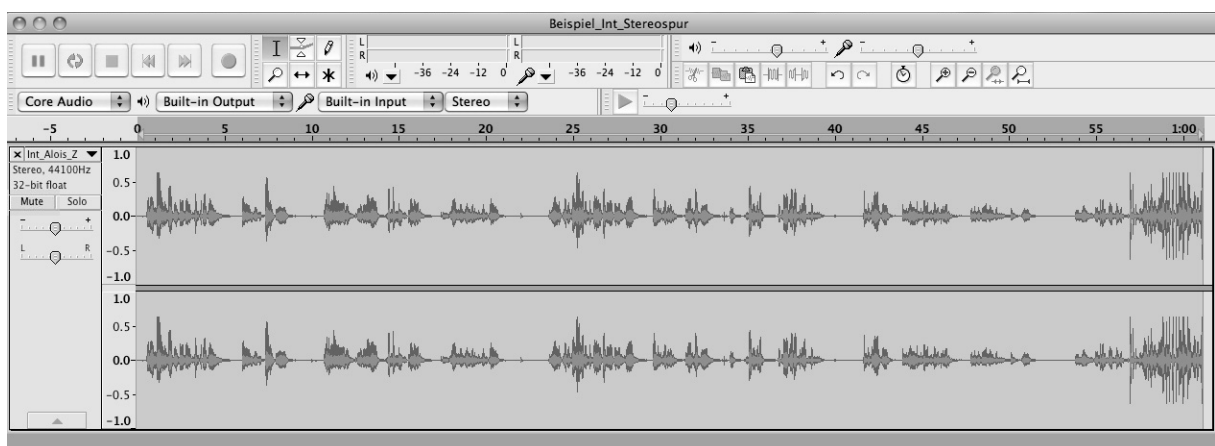 Beispiel_Int_Stereospur
L
R
-36 -24 -12 0
L
R
-36 -24 -12 0
- +
- +
Core Audio Built-in Output Built-in Input Stereo - +
-5 0 5 10 15 20 25 30 35 40 45 50 55 1:00
Int_Alois_Z
Stereo, 44100Hz
32-bit float
Mute Solo
- +
L R
1.0
0.5
0.0
-0.5
-1.0
1.0
0.5
0.0
-0.5
-1.0